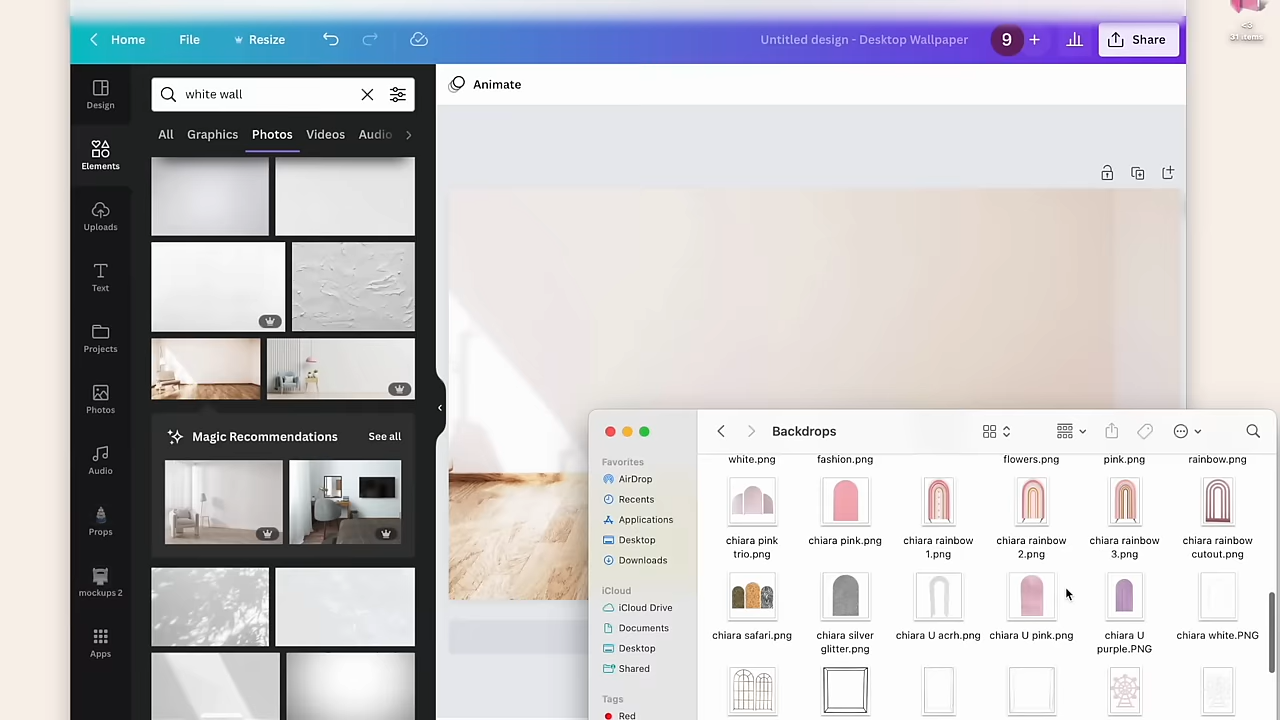 <3
31 items
Home
File
Resize
Untitled design - Desktop Wallpaper
9
Share
Design
Elements
Uploads
Text
Projects
Photos
Audio
Props
mockups 2
Apps
white wall
All
Graphics
Photos
Videos
Audio
Magic Recommendations
See all
Animate
Backdrops
Favorites
AirDrop
Recents
Applications
Desktop
Downloads
iCloud
iCloud Drive
Documents
Desktop
Shared
Tags
Red
white.png
fashion.png
flowers.png
pink.png
rainbow.png
chiara pink
trio.png
chiara pink.png
chiara rainbow
1.png
chiara rainbow
2.png
chiara rainbow
3.png
chiara rainbow
cutout.png
chiara safari.png
chiara silver
glitter.png
chiara U acrh.png
chiara U pink.png
chiara U
purple.PNG
chiara white.PNG